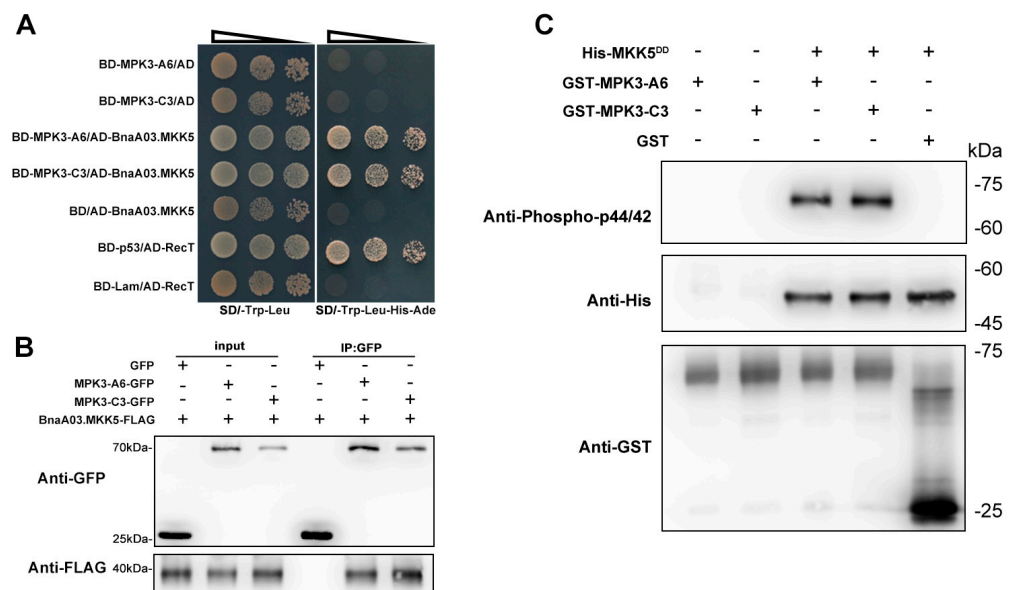 A
BD-MPK3-A6/AD
BD-MPK3-C3/AD
BD-MPK3-A6/AD-BnaA03.MKK5
BD-MPK3-C3/AD-BnaA03.MKK5
BD/AD-BnaA03.MKK5
BD-p53/AD-RecT
BD-Lam/AD-RecT
SD/-Trp-Leu SD/-Trp-Leu-His-Ade
B
input IP:GFP
GFP + - - + - -
MPK3-A6-GFP - + - - + -
MPK3-C3-GFP - - + - - +
BnaA03.MKK5-FLAG + + + + + +
70kDa-
Anti-GFP
25kDa-
Anti-FLAG 40kDa-
C
His-MKK5ᴰᴰ - - + + +
GST-MPK3-A6 + - + - -
GST-MPK3-C3 - + - + -
GST - - - - +
kDa
-75
Anti-Phospho-p44/42
-60
-60
Anti-His
-45
-75
Anti-GST
-25